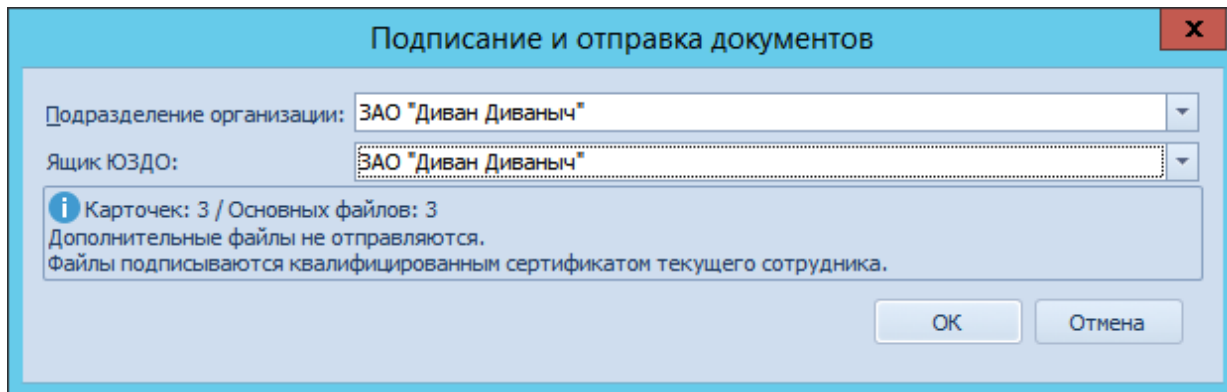 Подписание и отправка документов
x
Подразделение организации: ЗАО "Диван Диваныч"
Ящик ЮЗДО: ЗАО "Диван Диваныч"
Карточек: 3 / Основных файлов: 3
Дополнительные файлы не отправляются.
Файлы подписываются квалифицированным сертификатом текущего сотрудника.
ОК Отмена